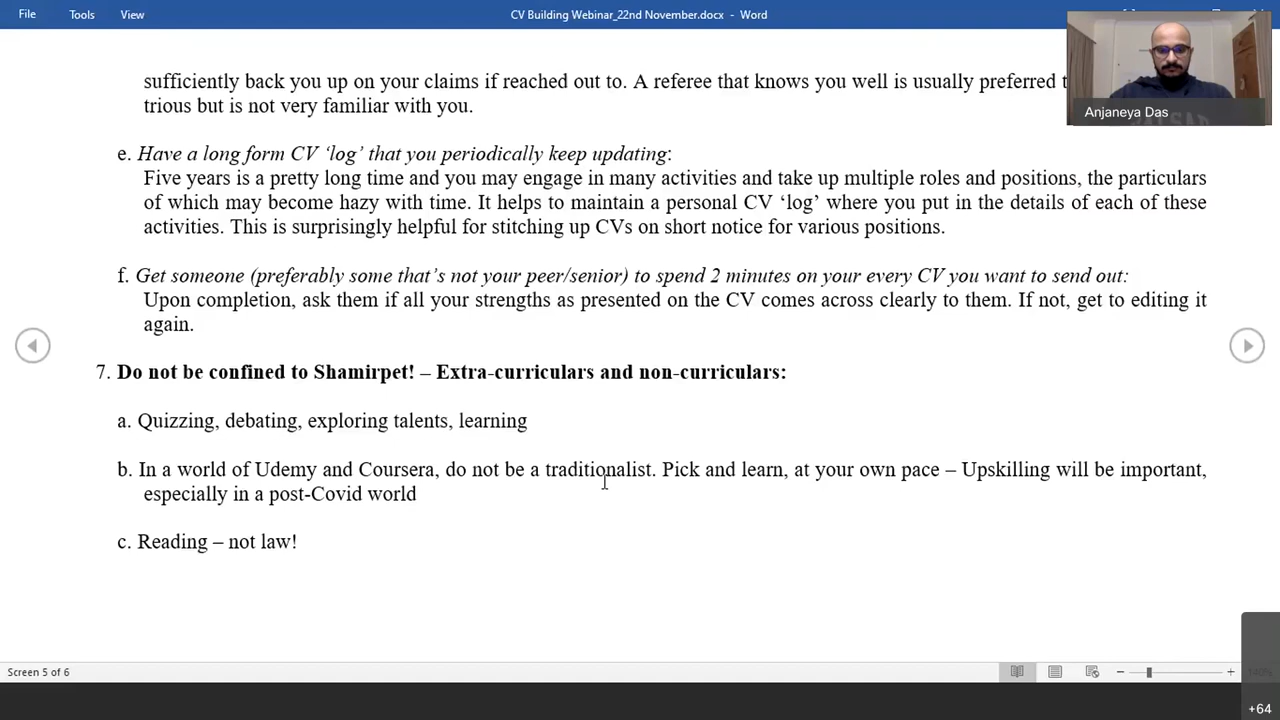 File Tools View CV Building Webinar_22nd November.docx - Word
Anjaneya Das
sufficiently back you up on your claims if reached out to. A referee that knows you well is usually preferred
trious but is not very familiar with you.
e. Have a long form CV ‘log’ that you periodically keep updating:
Five years is a pretty long time and you may engage in many activities and take up multiple roles and positions, the particulars
of which may become hazy with time. It helps to maintain a personal CV ‘log’ where you put in the details of each of these
activities. This is surprisingly helpful for stitching up CVs on short notice for various positions.
f. Get someone (preferably some that’s not your peer/senior) to spend 2 minutes on your every CV you want to send out:
Upon completion, ask them if all your strengths as presented on the CV comes across clearly to them. If not, get to editing it
again.
7. Do not be confined to Shamirpet! – Extra-curriculars and non-curriculars:
a. Quizzing, debating, exploring talents, learning
b. In a world of Udemy and Coursera, do not be a traditionalist. Pick and learn, at your own pace – Upskilling will be important,
especially in a post-Covid world
c. Reading – not law!
Screen 5 of 6
+64